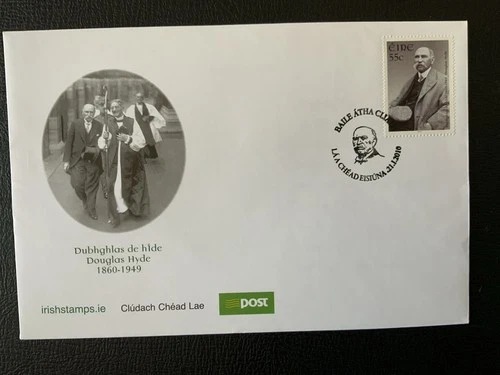 ÉIRE
55c
BAILE ÁTHA
LÁ A CHÉAD EISIÚNA 21.1.2010
Dubhghlas de hÍde
Douglas Hyde
1860-1949
irishstamps.ie Clúdach Chéad Lae post